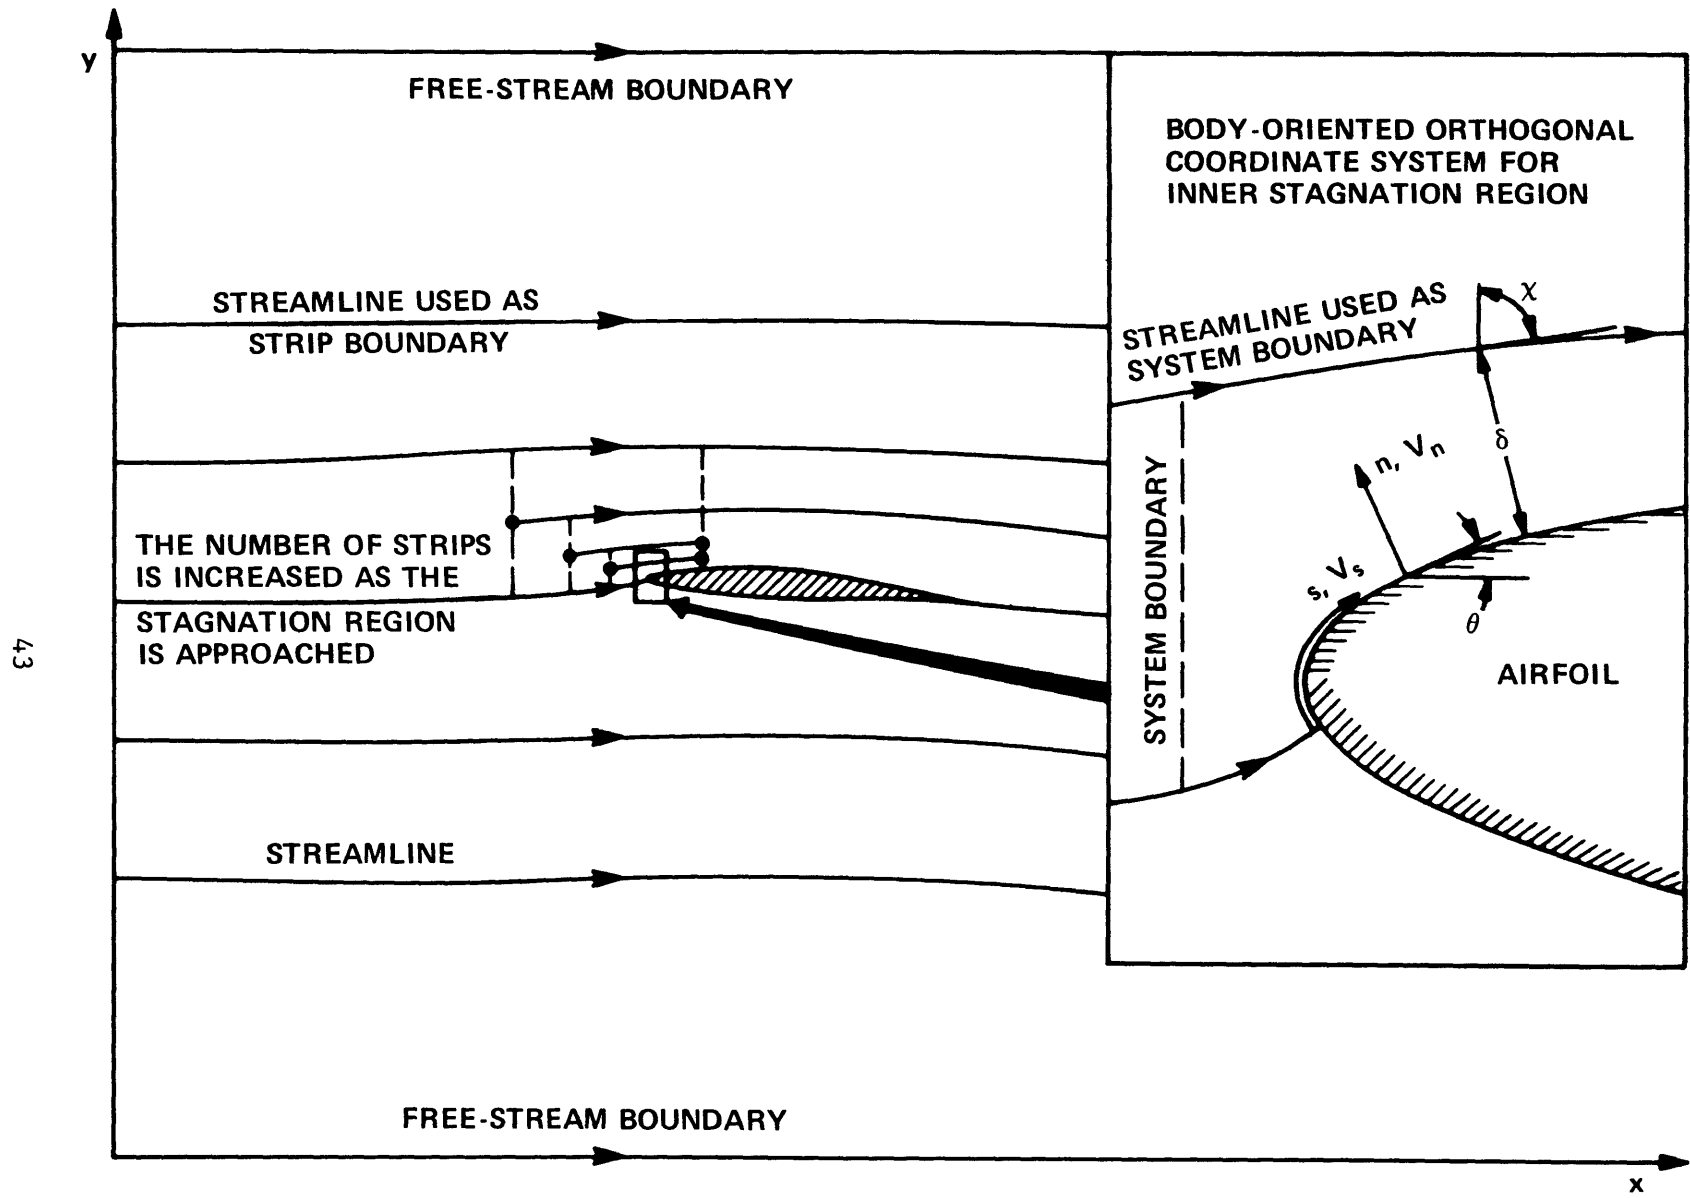 y
FREE-STREAM BOUNDARY
STREAMLINE USED AS
STRIP BOUNDARY
THE NUMBER OF STRIPS
IS INCREASED AS THE
STAGNATION REGION
IS APPROACHED
STREAMLINE
FREE-STREAM BOUNDARY
x
43
BODY-ORIENTED ORTHOGONAL
COORDINATE SYSTEM FOR
INNER STAGNATION REGION
STREAMLINE USED AS
SYSTEM BOUNDARY
χ
δ
n, Vn
s, Vs
θ
SYSTEM BOUNDARY
AIRFOIL